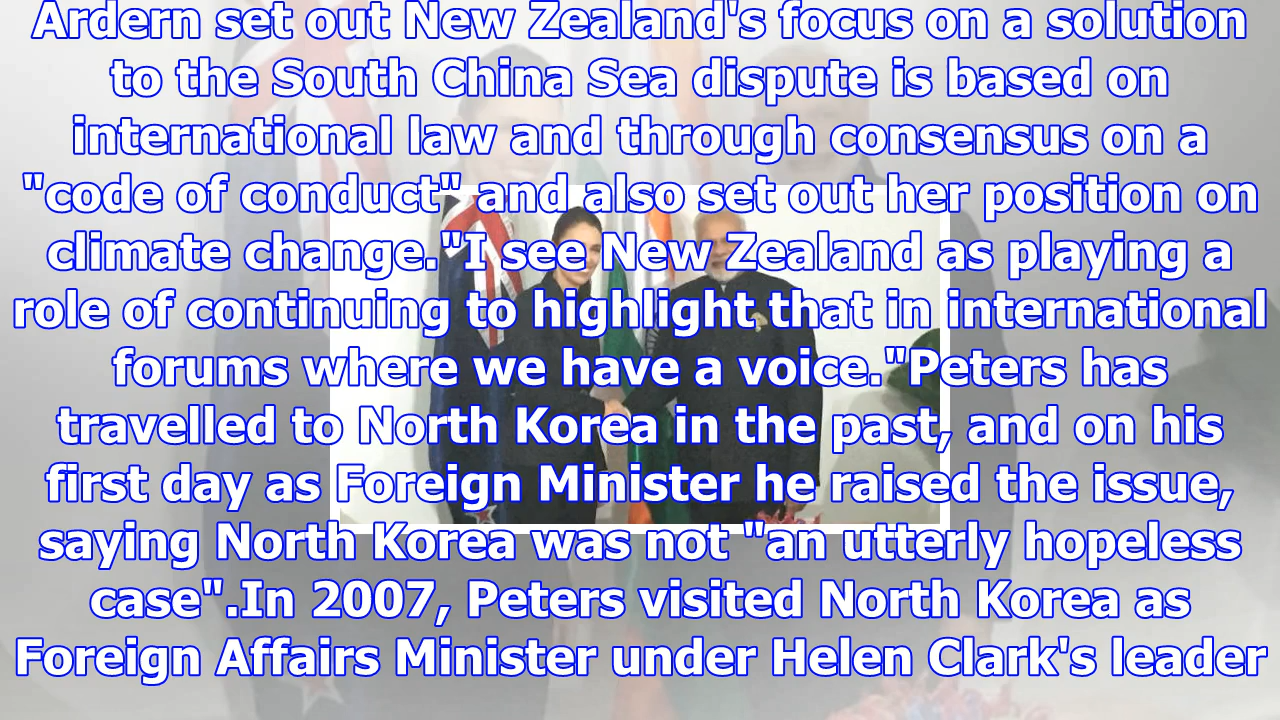 Ardern set out New Zealand's focus on a solution
to the South China Sea dispute is based on
international law and through consensus on a
"code of conduct" and also set out her position on
climate change."I see New Zealand as playing a
role of continuing to highlight that in international
forums where we have a voice."Peters has
travelled to North Korea in the past, and on his
first day as Foreign Minister he raised the issue,
saying North Korea was not "an utterly hopeless
case".In 2007, Peters visited North Korea as
Foreign Affairs Minister under Helen Clark's leader